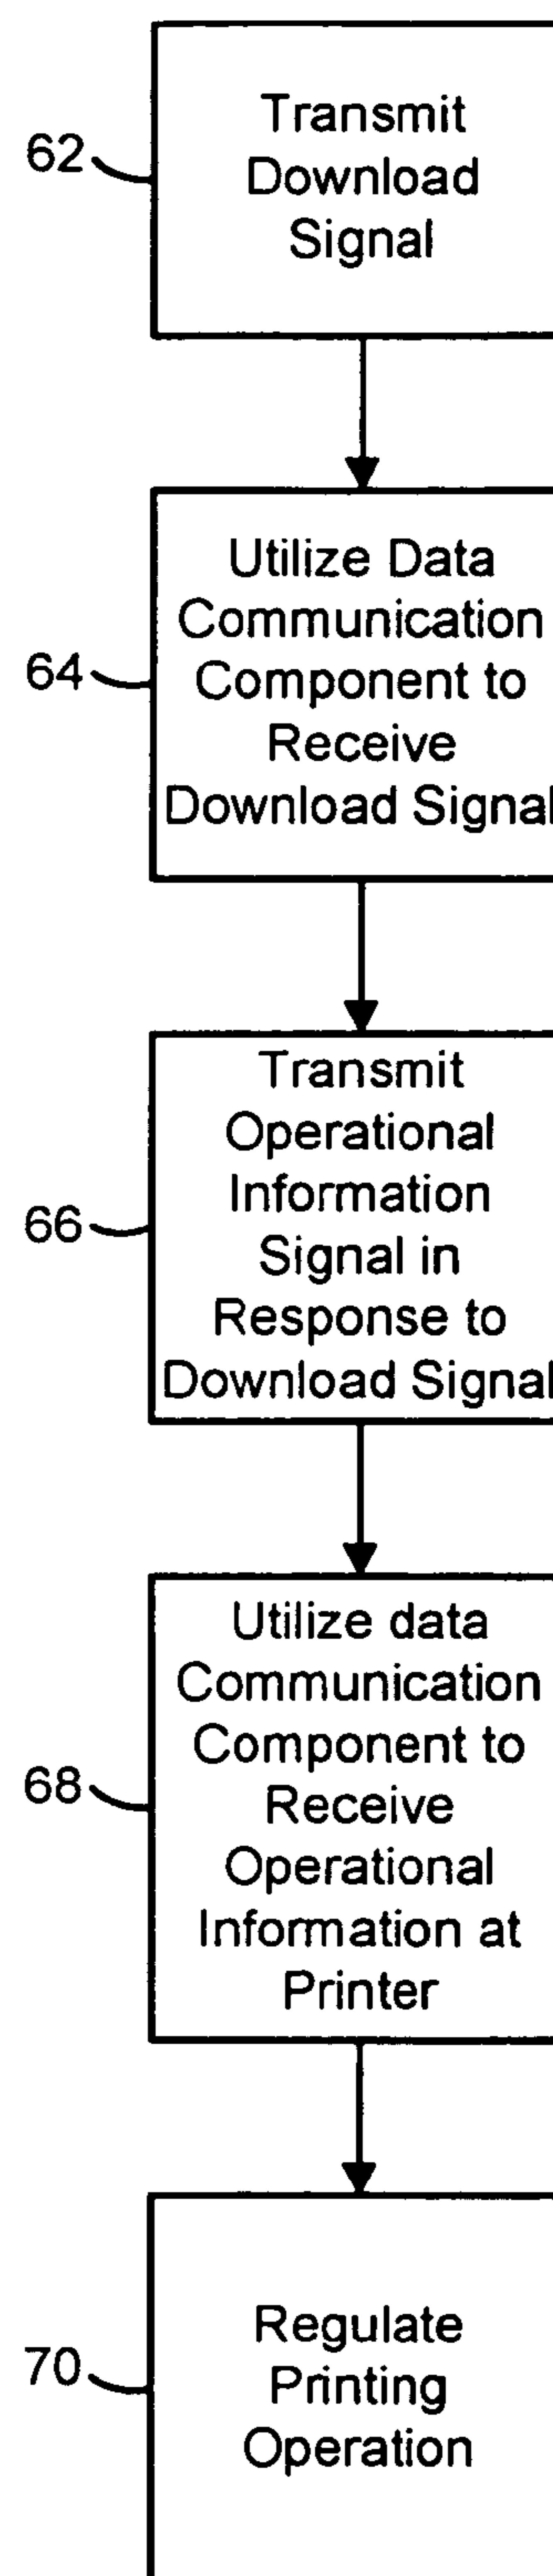 62
Transmit
Download
Signal
64
Utilize Data
Communication
Component to
Receive
Download Signal
66
Transmit
Operational
Information
Signal in
Response to
Download Signal
68
Utilize data
Communication
Component to
Receive
Operational
Information at
Printer
70
Regulate
Printing
Operation